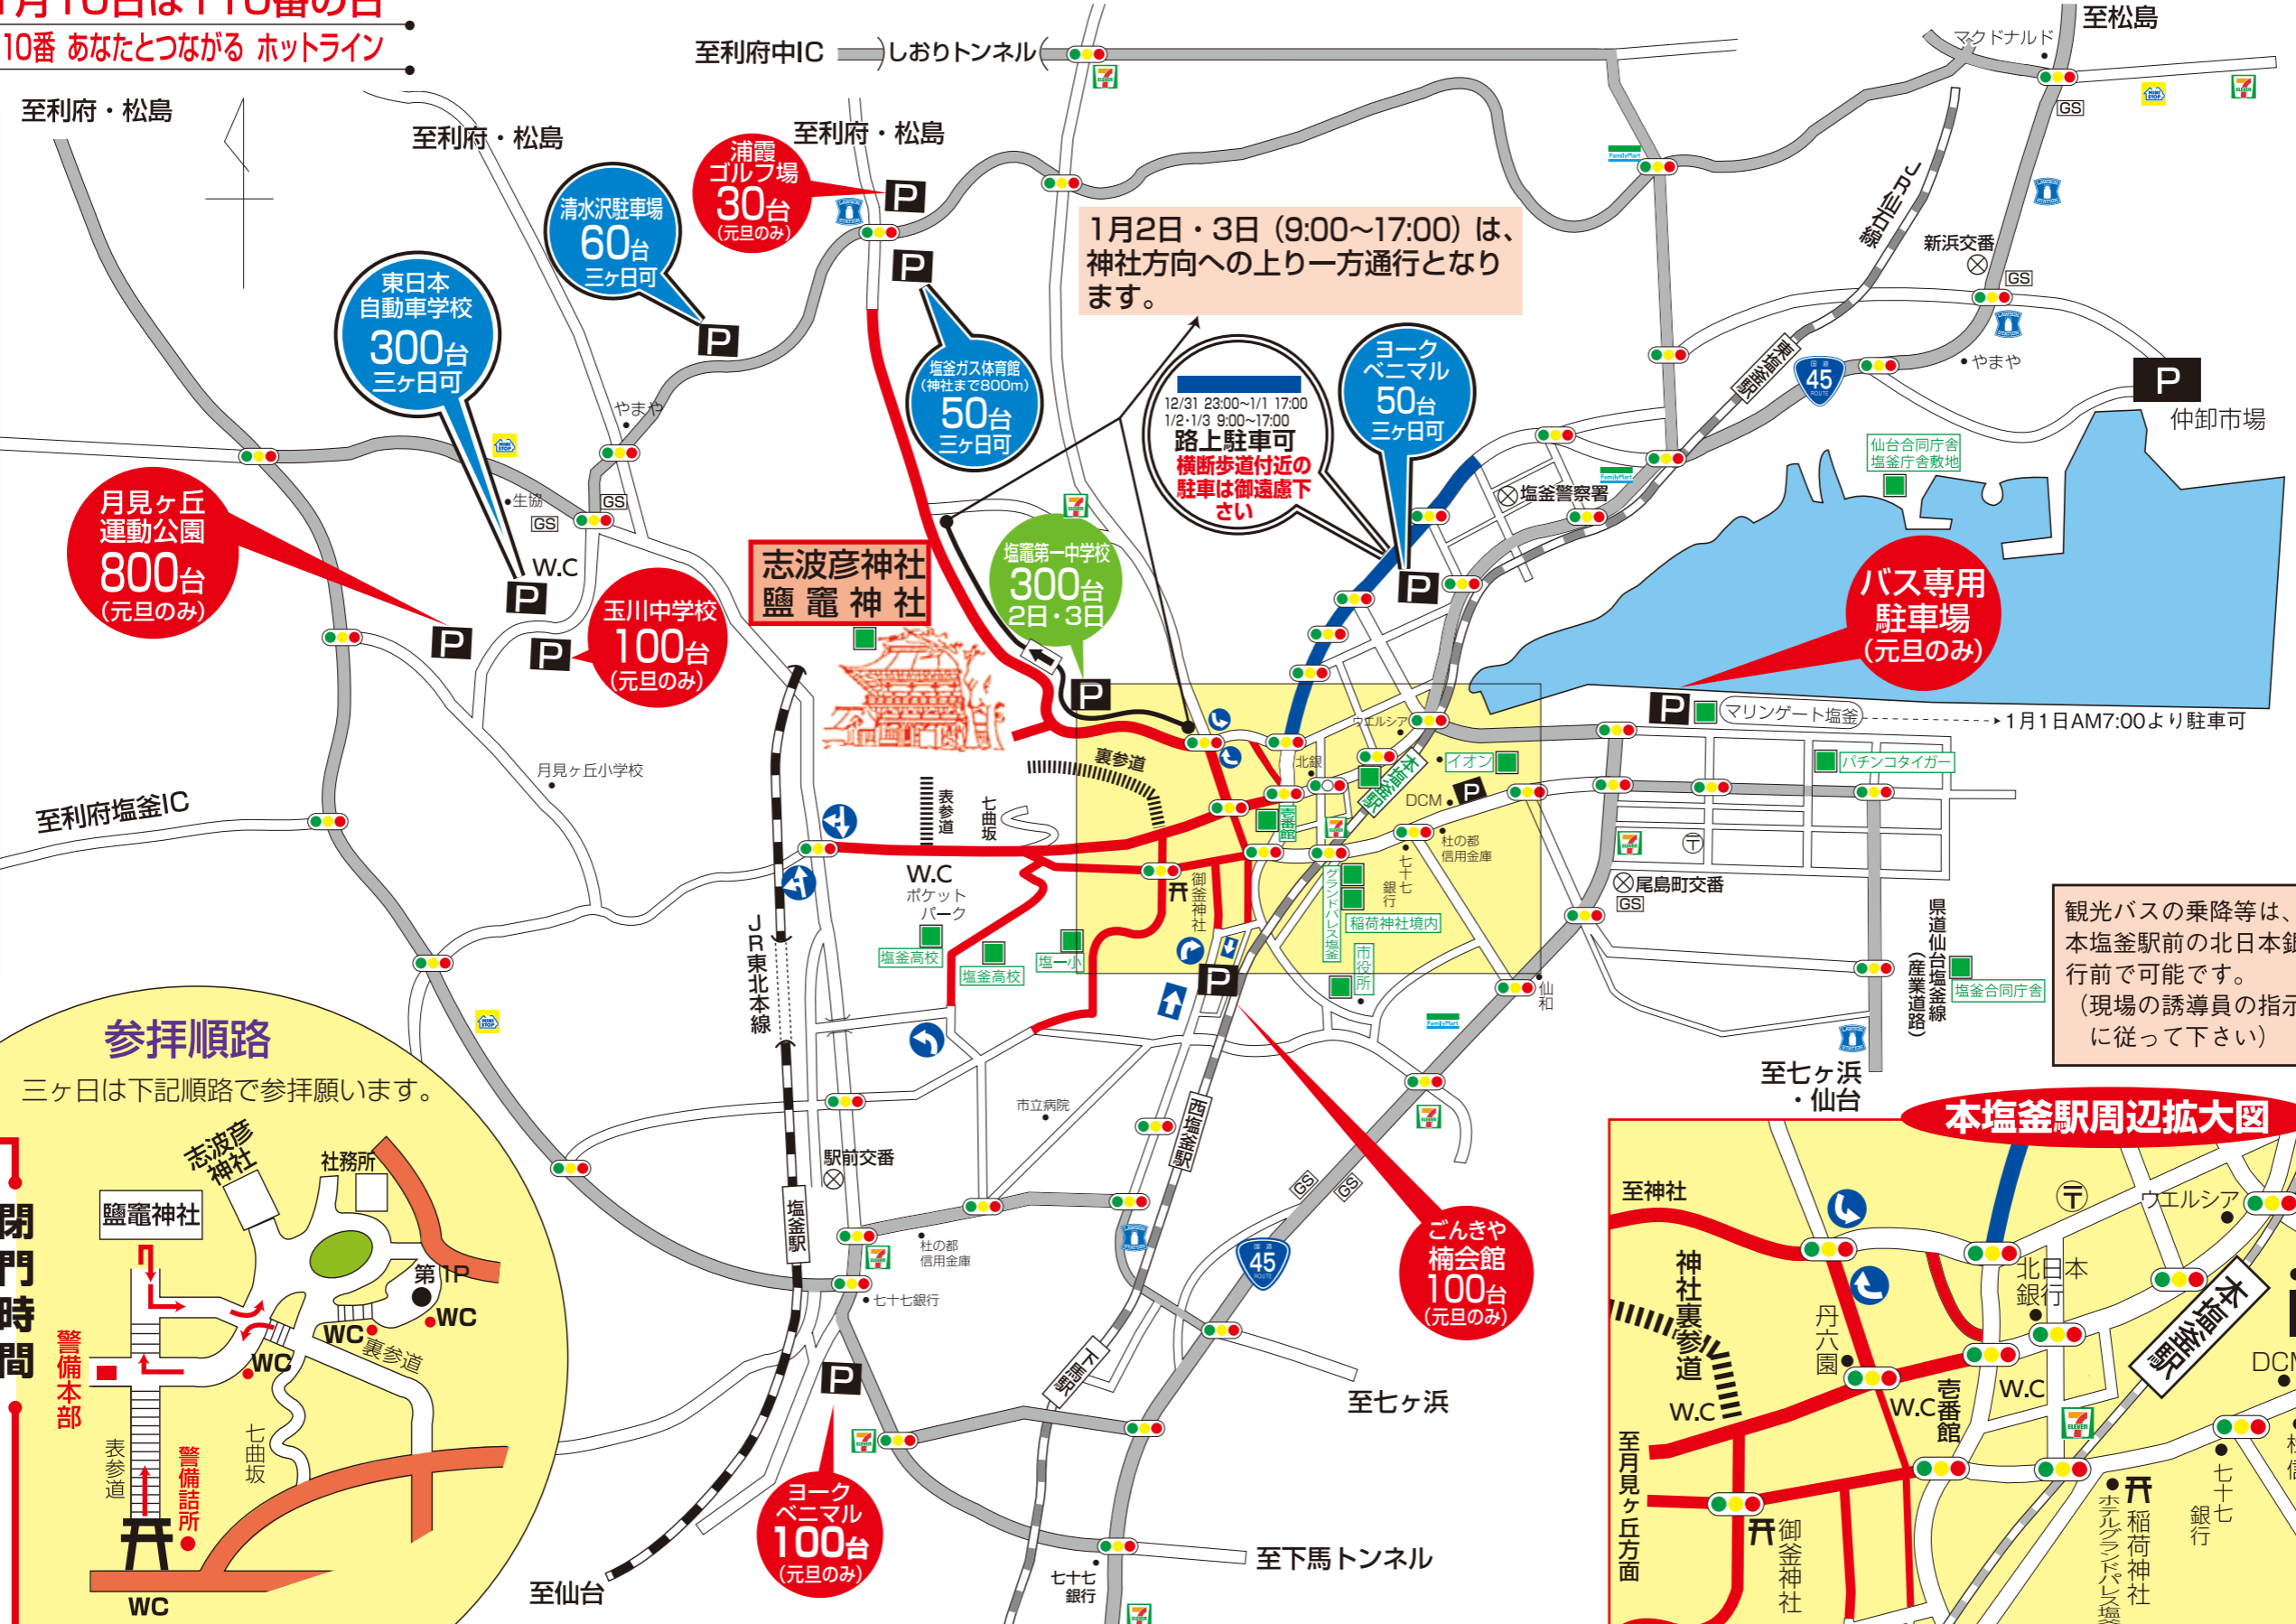 1月10日は110番の日
10番 あなたとつながる ホットライン
至利府中IC
しおりトンネル
至松島
マクドナルド
GS
至利府・松島
至利府・松島
至利府・松島
浦霞
ゴルフ場
30台
(元旦のみ)
P
清水沢駐車場
60台
三ヶ日可
P
東日本
自動車学校
300台
三ヶ日可
P
塩釜ガス体育館
(神社まで800m)
50台
三ヶ日可
P
1月2日・3日（9:00〜17:00）は、
神社方向への上り一方通行となり
ます。
12/31 23:00〜1/1 17:00
1/2・1/3 9:00〜17:00
路上駐車可
横断歩道付近の
駐車は御遠慮下
さい
ヨーク
ベニマル
50台
三ヶ日可
P
FamilyMart
JR仙石線
新浜交番
GS
東塩釜駅
国道
45
ROUTE
やまや
P
仲卸市場
仙台合同庁舎
塩釜庁舎敷地
FamilyMart
塩釜警察署
やまや
生協
GS
GS
W.C
月見ヶ丘
運動公園
800台
(元旦のみ)
P
玉川中学校
100台
(元旦のみ)
P
志波彦神社
鹽竈神社
塩竈第一中学校
300台
2日・3日
P
バス専用
駐車場
(元旦のみ)
P
マリンゲート塩釜
1月1日AM7:00より駐車可
パチンコタイガー
月見ヶ丘小学校
至利府塩釜IC
裏参道
表参道
七曲坂
W.C
ポケット
パーク
塩釜高校
塩釜高校
塩一小
ウエルシア
北銀
本塩釜駅
イオン
DCM
P
壱番館
杜の都
信用金庫
七十七
銀行
御釜神社
グランドパレス塩釜
稲荷神社境内
市役所
P
仙和
尾島町交番
GS
県道仙台塩釜線
（産業道路）
塩釜合同庁舎
観光バスの乗降等は、
本塩釜駅前の北日本銀
行前で可能です。
（現場の誘導員の指示
に従って下さい）
JR東北本線
FamilyMart
市立病院
西塩釜駅
至七ヶ浜
・仙台
駅前交番
塩釜駅
杜の都
信用金庫
七十七銀行
GS
GS
国道
45
ROUTE
ごんきや
楠会館
100台
(元旦のみ)
下馬駅
至七ヶ浜
P
ヨーク
ベニマル
100台
(元旦のみ)
至仙台
至下馬トンネル
七十七
銀行
参拝順路
三ヶ日は下記順路で参拝願います。
志波彦
神社
社務所
鹽竈神社
第1P
WC
WC
WC
裏参道
警備本部
七曲坂
表参道
警備詰所
WC
閉門時間
本塩釜駅周辺拡大図
至神社
ウエルシア
神社裏参道
北日本
銀行
丹六園
本塩釜駅
DCM
W.C
W.C
W.C
壱番館
至月見ヶ丘方面
御釜神社
稲荷神社
ホテルグランドパレス塩釜
七十七
銀行